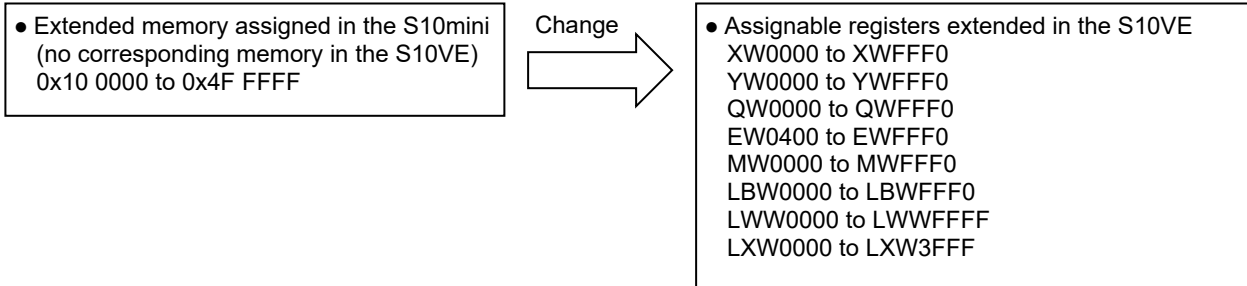 ● Extended memory assigned in the S10mini
(no corresponding memory in the S10VE)
0x10 0000 to 0x4F FFFF
Change
● Assignable registers extended in the S10VE
XW0000 to XWFFF0
YW0000 to YWFFF0
QW0000 to QWFFF0
EW0400 to EWFFF0
MW0000 to MWFFF0
LBW0000 to LBWFFF0
LWW0000 to LWWFFFF
LXW0000 to LXW3FFF